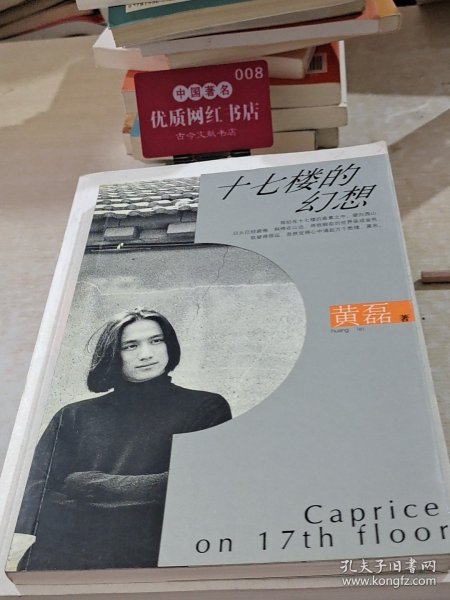 008
中国著名
优质网红书店
古今文献书店
十七楼的
幻想
黄磊 著
huang lei
Caprice
on 17th floor
孔夫子旧书网
www.kongfz.com